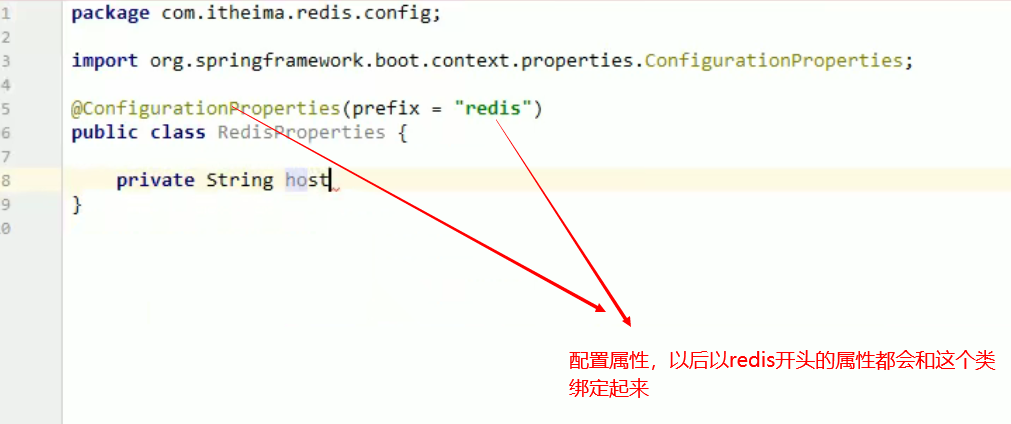 1 package com.itheima.redis.config;
2
3 import org.springframework.boot.context.properties.ConfigurationProperties;
4
5 @ConfigurationProperties(prefix = "redis")
6 public class RedisProperties {
7
8 private String host
9 }
0
配置属性，以后以redis开头的属性都会和这个类
绑定起来